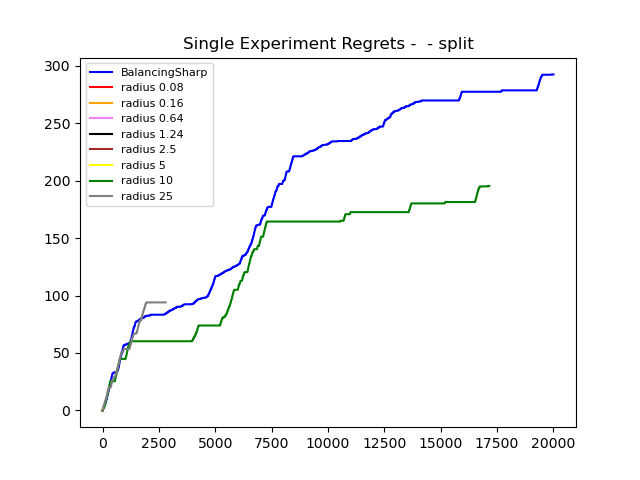 Single Experiment Regrets -  - split
BalancingSharp
radius 0.08
radius 0.16
radius 0.64
radius 1.24
radius 2.5
radius 5
radius 10
radius 25
300
250
200
150
100
50
0
0 2500 5000 7500 10000 12500 15000 17500 20000